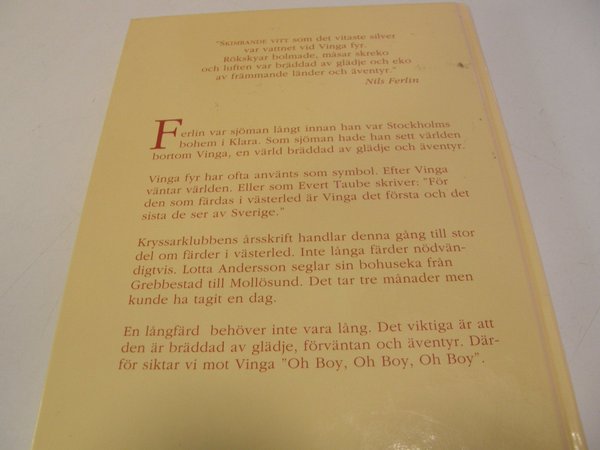 "SKIMRANDE VITT som det vitaste silver
var vattnet vid Vinga fyr.
Rökskyar bolmade, måsar skreko
och luften var bräddad av glädje och eko
av främmande länder och äventyr."
Nils Ferlin
Ferlin var sjöman långt innan han var Stockholms
bohem i Klara. Som sjöman hade han sett världen
bortom Vinga, en värld bräddad av glädje och äventyr.
Vinga fyr har ofta använts som symbol. Efter Vinga
väntar världen. Eller som Evert Taube skriver: "För
den som färdas i västerled är Vinga det första och det
sista de ser av Sverige."
Kryssarklubbens årsskrift handlar denna gång till stor
del om färder i västerled. Inte långa färder nödvän-
digtvis. Lotta Andersson seglar sin bohuseka från
Grebbestad till Mollösund. Det tar tre månader men
kunde ha tagit en dag.
En långfärd behöver inte vara lång. Det viktiga är att
den är bräddad av glädje, förväntan och äventyr. Där-
för siktar vi mot Vinga "Oh Boy, Oh Boy, Oh Boy".